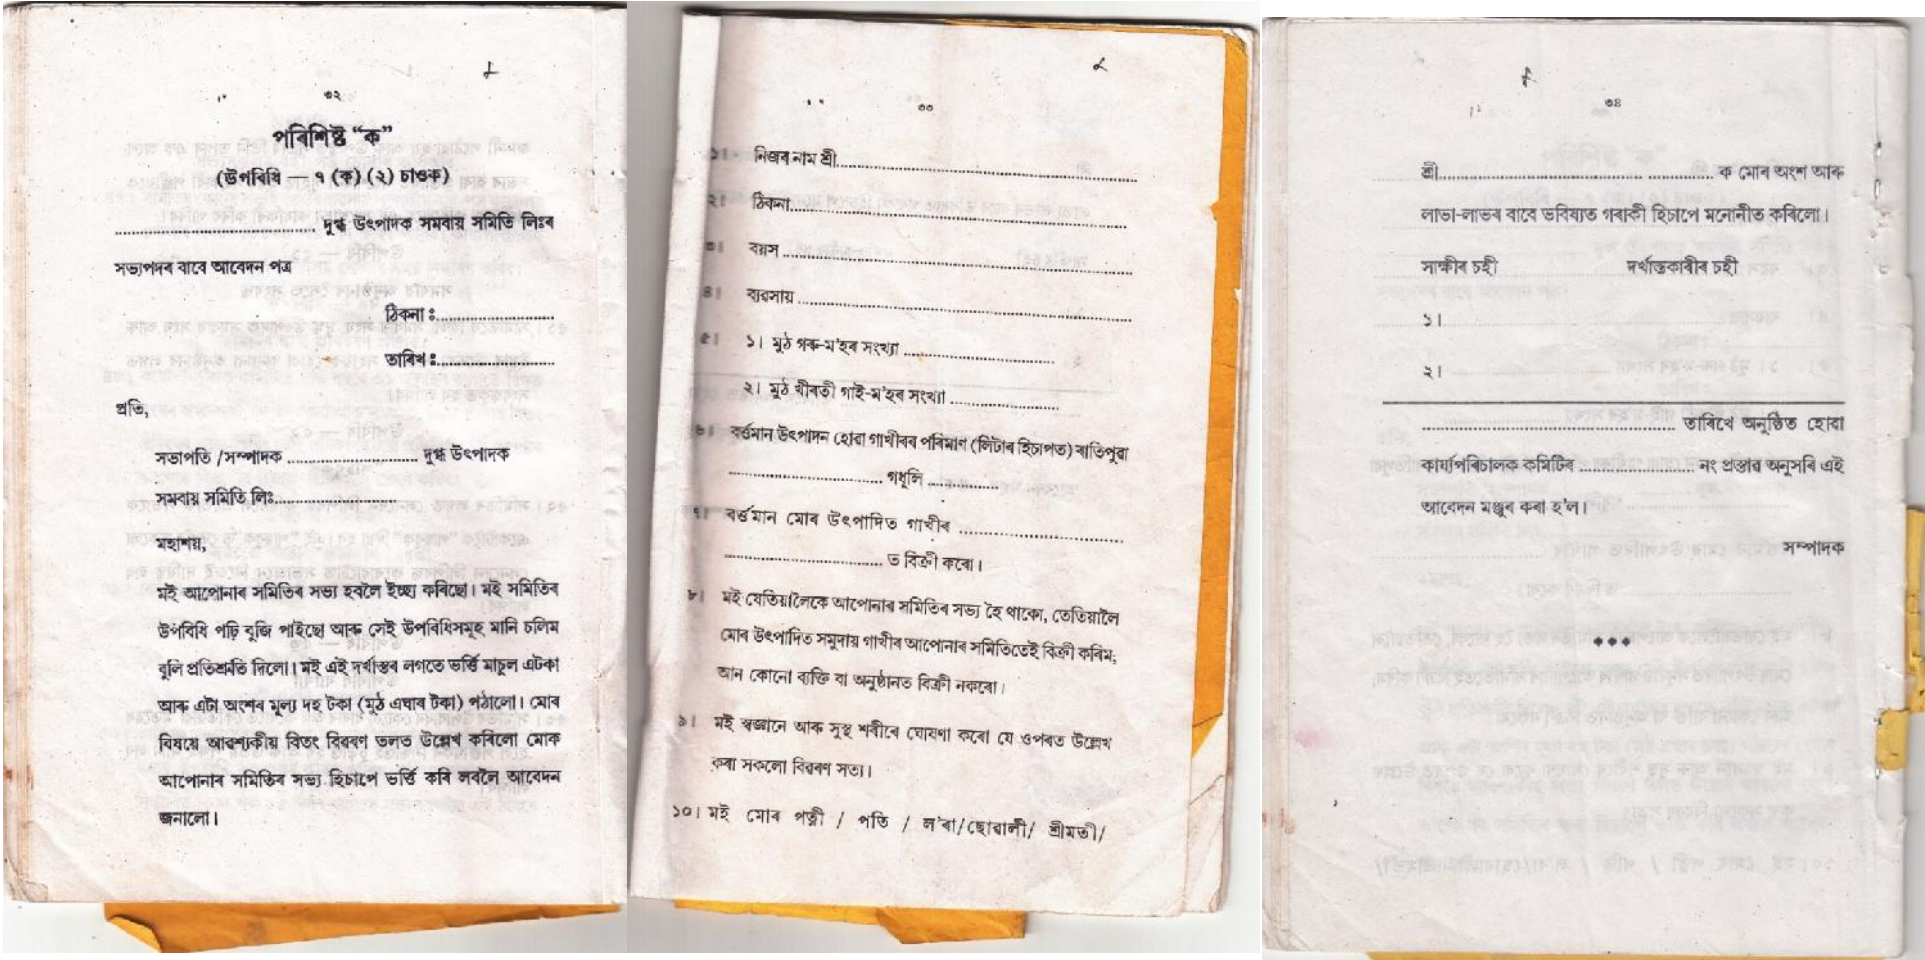 ৩২
পৰিশিষ্ট “ক”
(উপবিধি — ৭ (ক) (২) চাওক)
........................................ দুগ্ধ উৎপাদক সমবায় সমিতি লিঃৰ
সভ্যপদৰ বাবে আবেদন পত্ৰ
ঠিকনা ঃ........................
তাৰিখ ঃ........................
প্ৰতি,
সভাপতি /সম্পাদক .......................... দুগ্ধ উৎপাদক
সমবায় সমিতি লিঃ........................
মহাশয়,
মই আপোনাৰ সমিতিৰ সভ্য হবলৈ ইচ্ছা কৰিছো। মই সমিতিৰ
উপবিধি পঢ়ি বুজি পাইছো আৰু সেই উপবিধিসমূহ মানি চলিম
বুলি প্ৰতিশ্ৰুতি দিলো। মই এই দৰ্খাস্তৰ লগতে ভৰ্ত্তি মাচুল এটকা
আৰু এটা অংশৰ মূল্য দহ টকা (মুঠ এঘাৰ টকা) পঠালো। মোৰ
বিষয়ে আৱশ্যকীয় বিতং বিৱৰণ তলত উল্লেখ কৰিলো মোক
আপোনাৰ সমিতিৰ সভ্য হিচাপে ভৰ্ত্তি কৰি লবলৈ আবেদন
জনালো।
৩৩
১। নিজৰ নাম শ্ৰী............................................................
২। ঠিকনা..................................................................
৩। বয়স ....................................................................
৪। ব্যৱসায় ..................................................................
৫। ১। মুঠ গৰু-ম'হৰ সংখ্যা ..............................
২। মুঠ খীৰতী গাই-ম'হৰ সংখ্যা ......................
৬। বৰ্ত্তমান উৎপাদন হোৱা গাখীৰৰ পৰিমাণ (লিটাৰ হিচাপত) ৰাতিপুৱা
............................... গধূলি ....................
৭। বৰ্ত্তমান মোৰ উৎপাদিত গাখীৰ .................................
................................ ত বিক্ৰী কৰো।
৮। মই যেতিয়ালৈকে আপোনাৰ সমিতিৰ সভ্য হৈ থাকো, তেতিয়ালৈ
মোৰ উৎপাদিত সমুদায় গাখীৰ আপোনাৰ সমিতিতেই বিক্ৰী কৰিম;
আন কোনো ব্যক্তি বা অনুষ্ঠানত বিক্ৰী নকৰো।
৯। মই স্বজ্ঞানে আৰু সুস্থ শৰীৰে ঘোষণা কৰো যে ওপৰত উল্লেখ
কৰা সকলো বিৱৰণ সত্য।
১০। মই মোৰ পত্নী / পতি / ল'ৰা/ছোৱালী/ শ্ৰীমতী/
৩৪
শ্ৰী......................................... ............. ক মোৰ অংশ আৰু
লাভা-লাভৰ বাবে ভবিষ্যত গৰাকী হিচাপে মনোনীত কৰিলো।
সাক্ষীৰ চহী দৰ্খাস্তকাৰীৰ চহী
১।
২।
.................................................. তাৰিখে অনুষ্ঠিত হোৱা
কাৰ্য্যপৰিচালক কমিটিৰ ....................... নং প্ৰস্তাৱ অনুসৰি এই
আবেদন মঞ্জুৰ কৰা হ'ল।
সম্পাদক
***